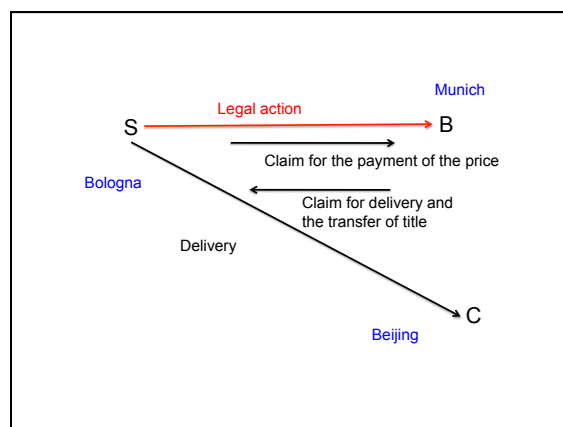 Munich
Legal action
S
B
Claim for the payment of the price
Bologna
Claim for delivery and
the transfer of title
Delivery
C
Beijing